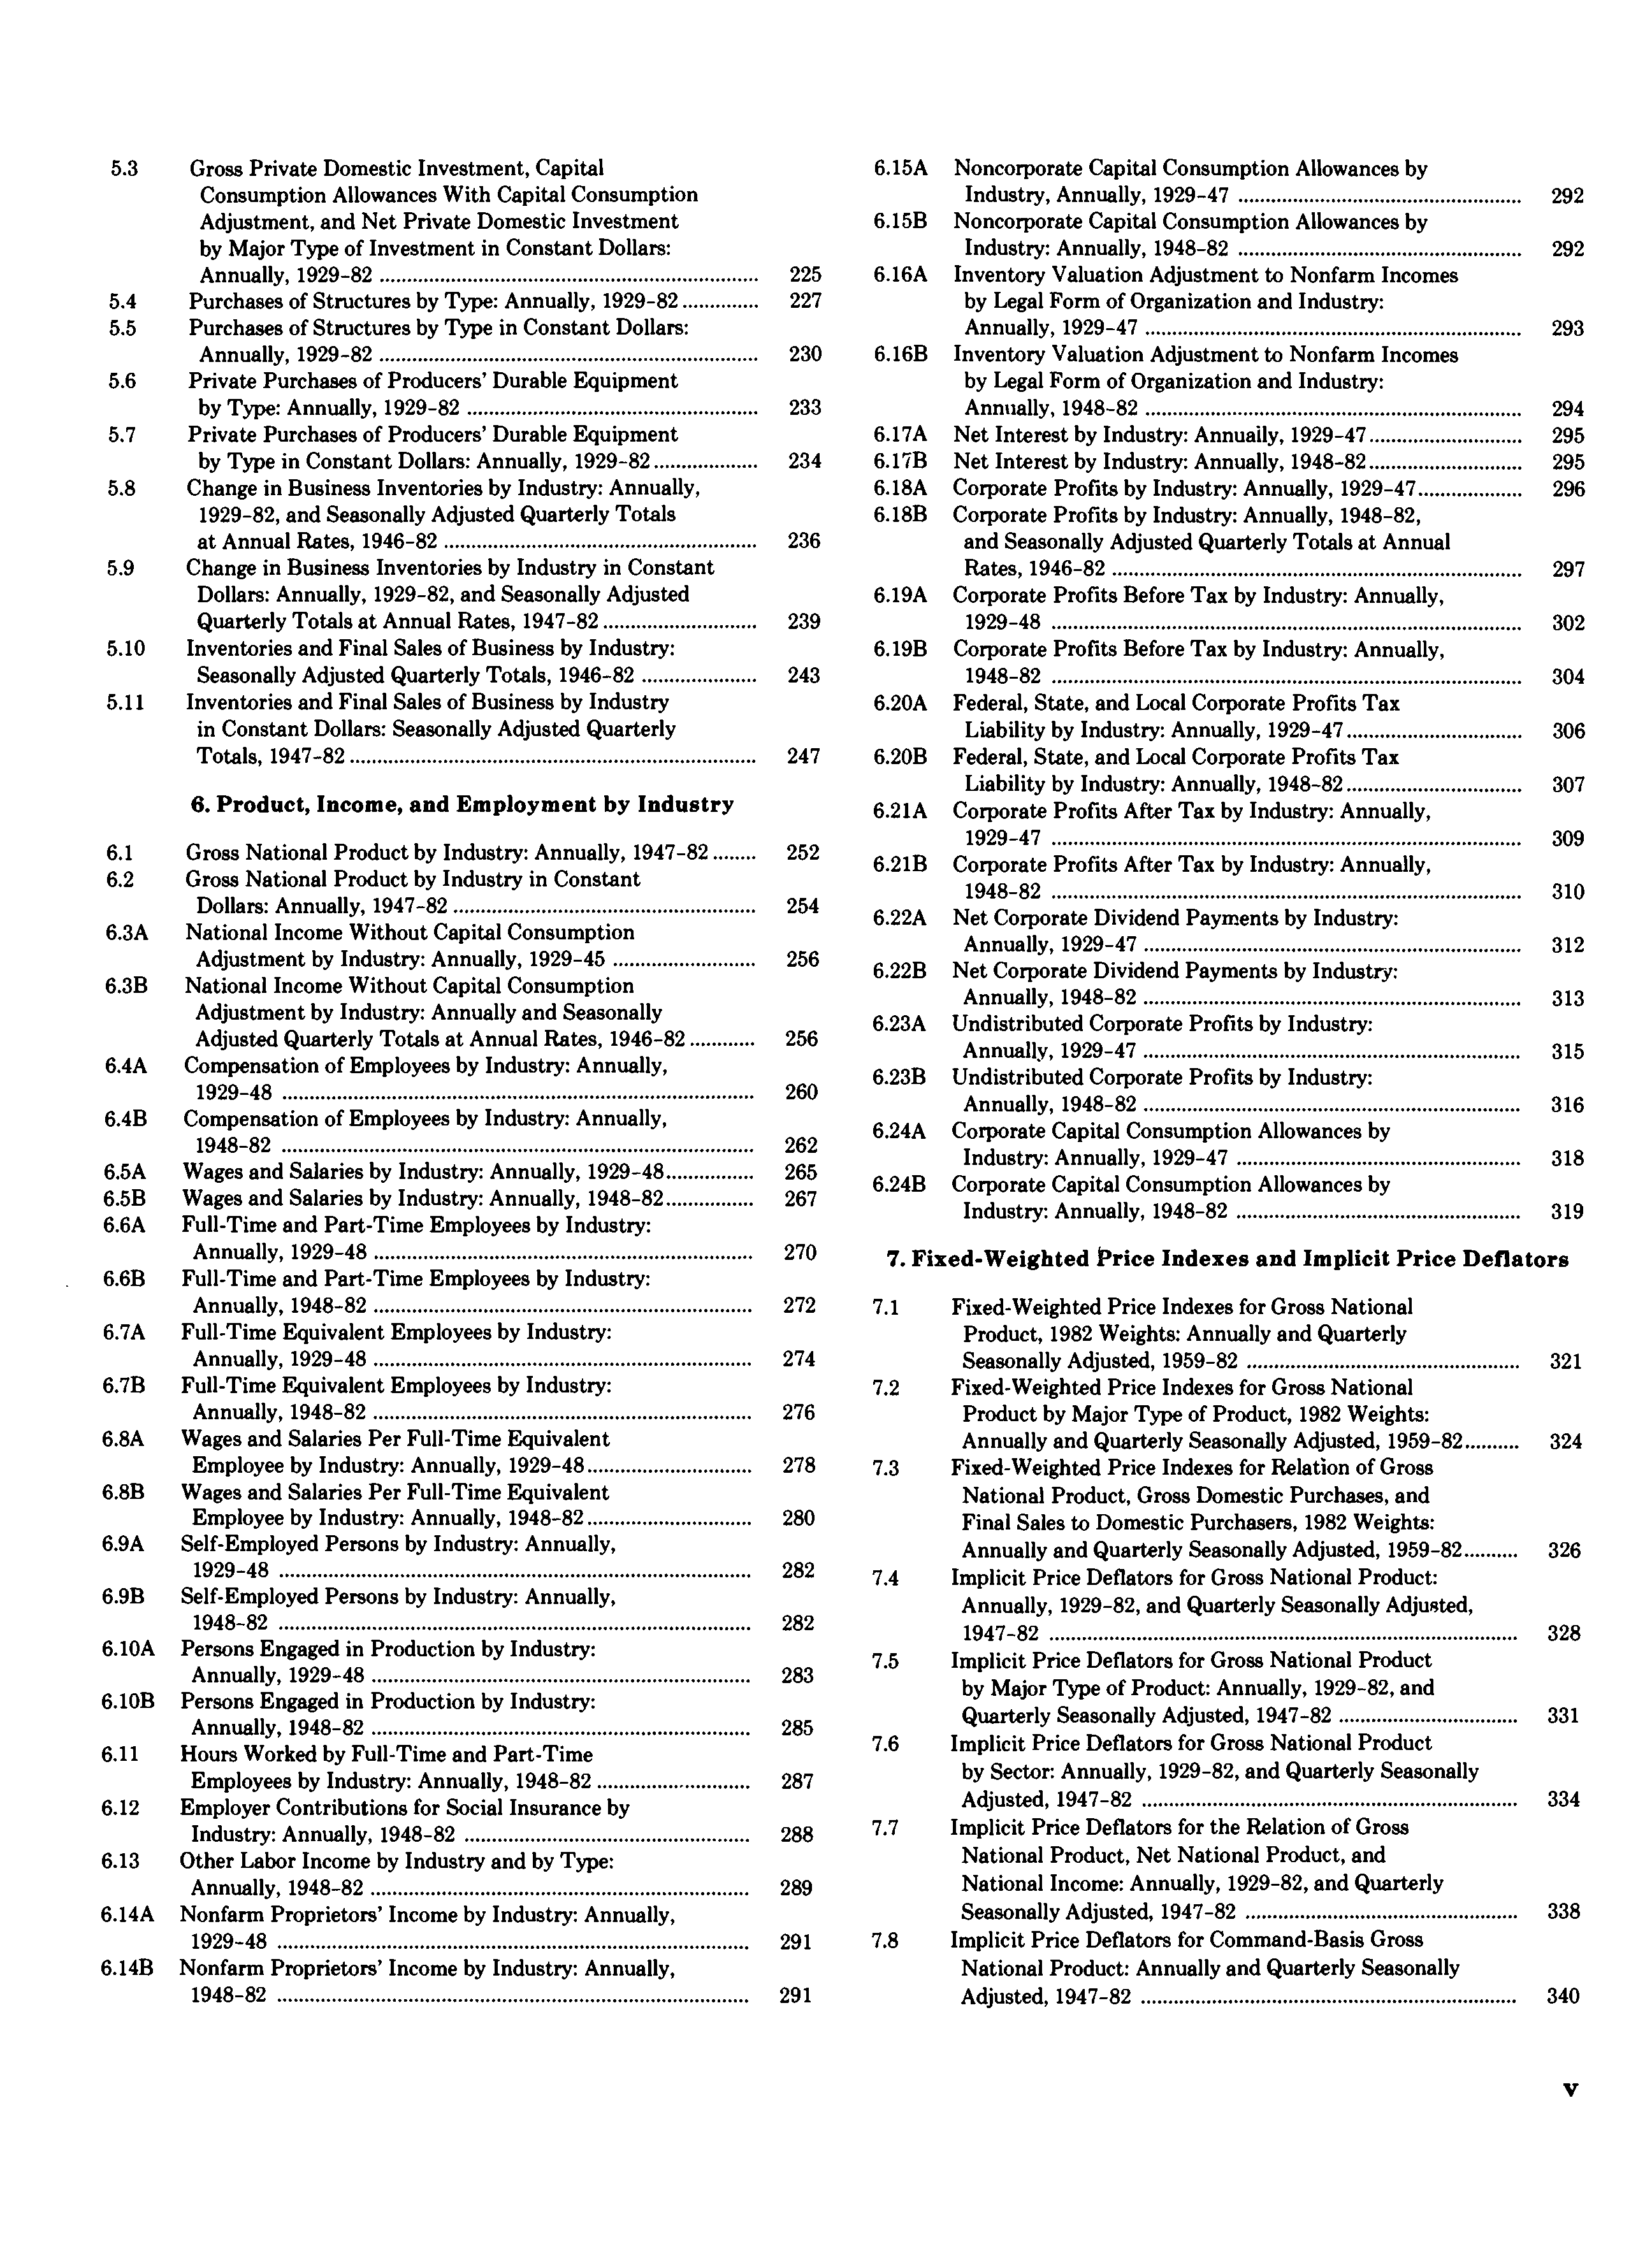 5.3 Gross Private Domestic Investment, Capital
Consumption Allowances With Capital Consumption
Adjustment, and Net Private Domestic Investment
by Major Type of Investment in Constant Dollars:
Annually, 1929-82 ........ 225
5.4 Purchases of Structures by Type: Annually, 1929-82 ........ 227
5.5 Purchases of Structures by Type in Constant Dollars:
Annually, 1929-82 ........ 230
5.6 Private Purchases of Producers' Durable Equipment
by Type: Annually, 1929-82 ........ 233
5.7 Private Purchases of Producers' Durable Equipment
by Type in Constant Dollars: Annually, 1929-82 ........ 234
5.8 Change in Business Inventories by Industry: Annually,
1929-82, and Seasonally Adjusted Quarterly Totals
at Annual Rates, 1946-82 ........ 236
5.9 Change in Business Inventories by Industry in Constant
Dollars: Annually, 1929-82, and Seasonally Adjusted
Quarterly Totals at Annual Rates, 1947-82 ........ 239
5.10 Inventories and Final Sales of Business by Industry:
Seasonally Adjusted Quarterly Totals, 1946-82 ........ 243
5.11 Inventories and Final Sales of Business by Industry
in Constant Dollars: Seasonally Adjusted Quarterly
Totals, 1947-82 ........ 247
6. Product, Income, and Employment by Industry
6.1 Gross National Product by Industry: Annually, 1947-82 ........ 252
6.2 Gross National Product by Industry in Constant
Dollars: Annually, 1947-82 ........ 254
6.3A National Income Without Capital Consumption
Adjustment by Industry: Annually, 1929-45 ........ 256
6.3B National Income Without Capital Consumption
Adjustment by Industry: Annually and Seasonally
Adjusted Quarterly Totals at Annual Rates, 1946-82 ........ 256
6.4A Compensation of Employees by Industry: Annually,
1929-48 ........ 260
6.4B Compensation of Employees by Industry: Annually,
1948-82 ........ 262
6.5A Wages and Salaries by Industry: Annually, 1929-48 ........ 265
6.5B Wages and Salaries by Industry: Annually, 1948-82 ........ 267
6.6A Full-Time and Part-Time Employees by Industry:
Annually, 1929-48 ........ 270
6.6B Full-Time and Part-Time Employees by Industry:
Annually, 1948-82 ........ 272
6.7A Full-Time Equivalent Employees by Industry:
Annually, 1929-48 ........ 274
6.7B Full-Time Equivalent Employees by Industry:
Annually, 1948-82 ........ 276
6.8A Wages and Salaries Per Full-Time Equivalent
Employee by Industry: Annually, 1929-48 ........ 278
6.8B Wages and Salaries Per Full-Time Equivalent
Employee by Industry: Annually, 1948-82 ........ 280
6.9A Self-Employed Persons by Industry: Annually,
1929-48 ........ 282
6.9B Self-Employed Persons by Industry: Annually,
1948-82 ........ 282
6.10A Persons Engaged in Production by Industry:
Annually, 1929-48 ........ 283
6.10B Persons Engaged in Production by Industry:
Annually, 1948-82 ........ 285
6.11 Hours Worked by Full-Time and Part-Time
Employees by Industry: Annually, 1948-82 ........ 287
6.12 Employer Contributions for Social Insurance by
Industry: Annually, 1948-82 ........ 288
6.13 Other Labor Income by Industry and by Type:
Annually, 1948-82 ........ 289
6.14A Nonfarm Proprietors' Income by Industry: Annually,
1929-48 ........ 291
6.14B Nonfarm Proprietors' Income by Industry: Annually,
1948-82 ........ 291
6.15A Noncorporate Capital Consumption Allowances by
Industry, Annually, 1929-47 ........ 292
6.15B Noncorporate Capital Consumption Allowances by
Industry: Annually, 1948-82 ........ 292
6.16A Inventory Valuation Adjustment to Nonfarm Incomes
by Legal Form of Organization and Industry:
Annually, 1929-47 ........ 293
6.16B Inventory Valuation Adjustment to Nonfarm Incomes
by Legal Form of Organization and Industry:
Annually, 1948-82 ........ 294
6.17A Net Interest by Industry: Annually, 1929-47 ........ 295
6.17B Net Interest by Industry: Annually, 1948-82 ........ 295
6.18A Corporate Profits by Industry: Annually, 1929-47 ........ 296
6.18B Corporate Profits by Industry: Annually, 1948-82,
and Seasonally Adjusted Quarterly Totals at Annual
Rates, 1946-82 ........ 297
6.19A Corporate Profits Before Tax by Industry: Annually,
1929-48 ........ 302
6.19B Corporate Profits Before Tax by Industry: Annually,
1948-82 ........ 304
6.20A Federal, State, and Local Corporate Profits Tax
Liability by Industry: Annually, 1929-47 ........ 306
6.20B Federal, State, and Local Corporate Profits Tax
Liability by Industry: Annually, 1948-82 ........ 307
6.21A Corporate Profits After Tax by Industry: Annually,
1929-47 ........ 309
6.21B Corporate Profits After Tax by Industry: Annually,
1948-82 ........ 310
6.22A Net Corporate Dividend Payments by Industry:
Annually, 1929-47 ........ 312
6.22B Net Corporate Dividend Payments by Industry:
Annually, 1948-82 ........ 313
6.23A Undistributed Corporate Profits by Industry:
Annually, 1929-47 ........ 315
6.23B Undistributed Corporate Profits by Industry:
Annually, 1948-82 ........ 316
6.24A Corporate Capital Consumption Allowances by
Industry: Annually, 1929-47 ........ 318
6.24B Corporate Capital Consumption Allowances by
Industry: Annually, 1948-82 ........ 319
7. Fixed-Weighted Price Indexes and Implicit Price Deflators
7.1 Fixed-Weighted Price Indexes for Gross National
Product, 1982 Weights: Annually and Quarterly
Seasonally Adjusted, 1959-82 ........ 321
7.2 Fixed-Weighted Price Indexes for Gross National
Product by Major Type of Product, 1982 Weights:
Annually and Quarterly Seasonally Adjusted, 1959-82 ........ 324
7.3 Fixed-Weighted Price Indexes for Relation of Gross
National Product, Gross Domestic Purchases, and
Final Sales to Domestic Purchasers, 1982 Weights:
Annually and Quarterly Seasonally Adjusted, 1959-82 ........ 326
7.4 Implicit Price Deflators for Gross National Product:
Annually, 1929-82, and Quarterly Seasonally Adjusted,
1947-82 ........ 328
7.5 Implicit Price Deflators for Gross National Product
by Major Type of Product: Annually, 1929-82, and
Quarterly Seasonally Adjusted, 1947-82 ........ 331
7.6 Implicit Price Deflators for Gross National Product
by Sector: Annually, 1929-82, and Quarterly Seasonally
Adjusted, 1947-82 ........ 334
7.7 Implicit Price Deflators for the Relation of Gross
National Product, Net National Product, and
National Income: Annually, 1929-82, and Quarterly
Seasonally Adjusted, 1947-82 ........ 338
7.8 Implicit Price Deflators for Command-Basis Gross
National Product: Annually and Quarterly Seasonally
Adjusted, 1947-82 ........ 340
v